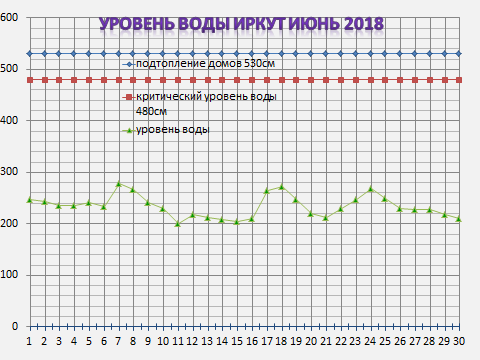 УРОВЕНЬ ВОДЫ ИРКУТ ИЮНЬ 2018
600
500
400
300
200
100
0
подтопление домов 530см
критический уровень воды
480см
уровень воды
1 2 3 4 5 6 7 8 9 10 11 12 13 14 15 16 17 18 19 20 21 22 23 24 25 26 27 28 29 30